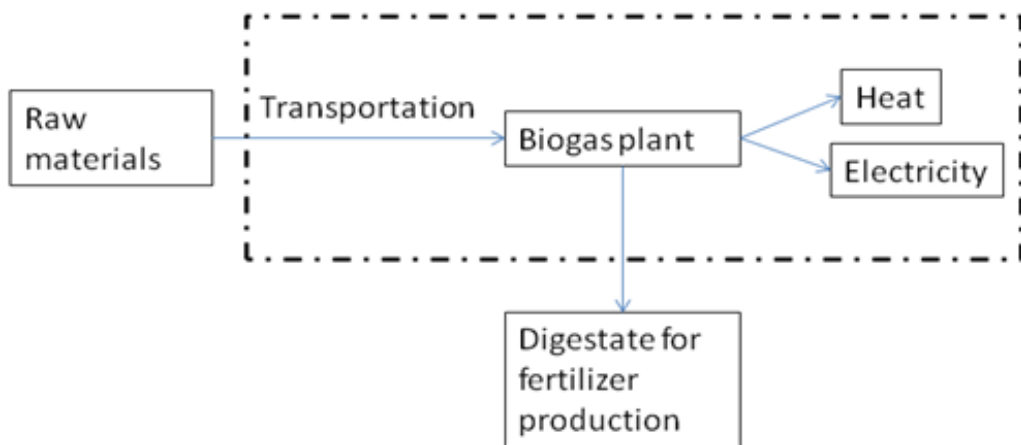 Raw
materials
Transportation
Biogas plant
Heat
Electricity
Digestate for
fertilizer
production